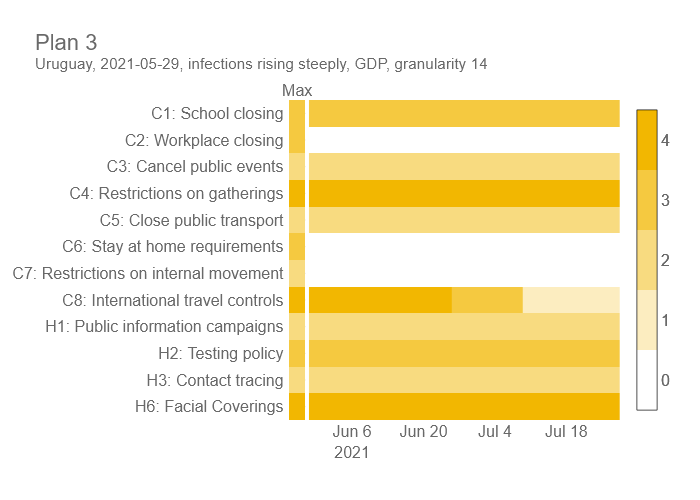 Plan 3
Uruguay, 2021-05-29, infections rising steeply, GDP, granularity 14
Max
C1: School closing
C2: Workplace closing
C3: Cancel public events
C4: Restrictions on gatherings
C5: Close public transport
C6: Stay at home requirements
C7: Restrictions on internal movement
C8: International travel controls
H1: Public information campaigns
H2: Testing policy
H3: Contact tracing
H6: Facial Coverings
4
3
2
1
0
Jun 6
Jun 20
Jul 4
Jul 18
2021